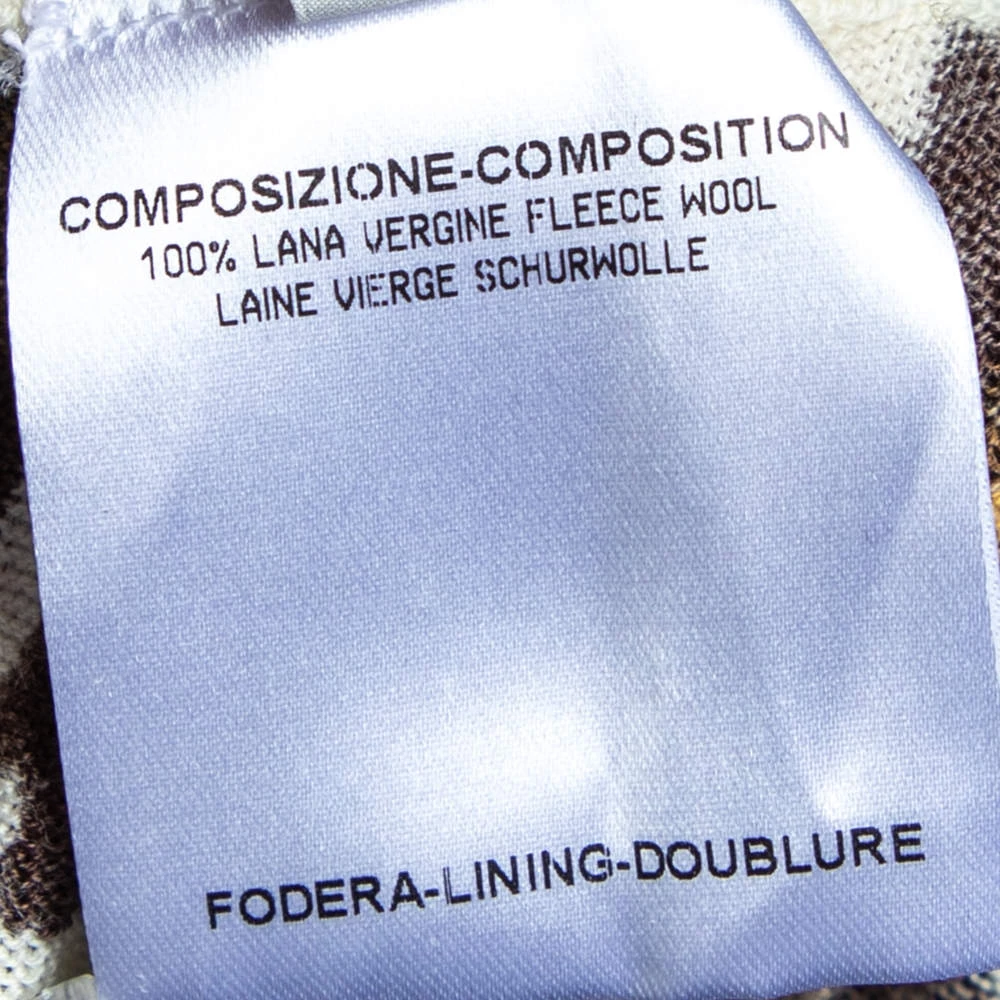 COMPOSIZIONE-COMPOSITION
100% LANA VERGINE FLEECE WOOL
LAINE VIERGE SCHURWOLLE
FODERA-LINING-DOUBLURE